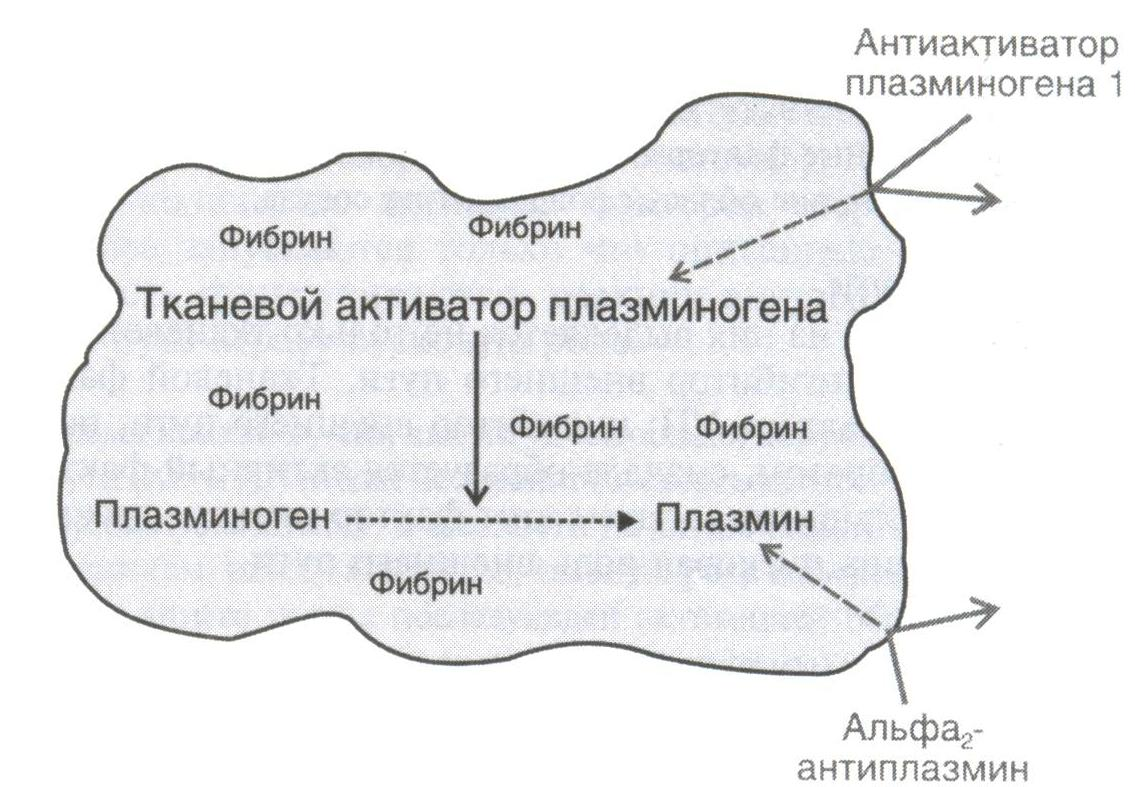 Антиактиватор
плазминогена 1
Фибрин
Фибрин
Тканевой активатор плазминогена
Фибрин
Фибрин
Фибрин
Плазминоген
Плазмин
Фибрин
Альфа₂-
антиплазмин